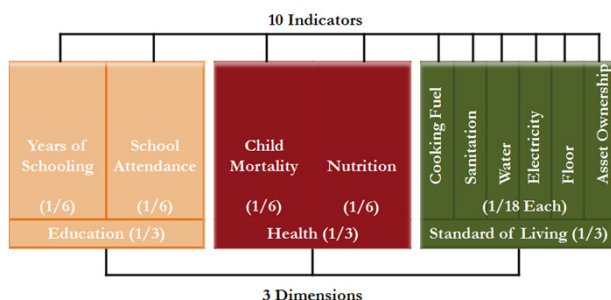 10 Indicators
Years of
Schooling
(1/6)
School
Attendance
(1/6)
Education (1/3)
Child
Mortality
(1/6)
Nutrition
(1/6)
Health (1/3)
Cooking Fuel
Sanitation
Water
Electricity
Floor
Asset Ownership
(1/18 Each)
Standard of Living (1/3)
3 Dimensions